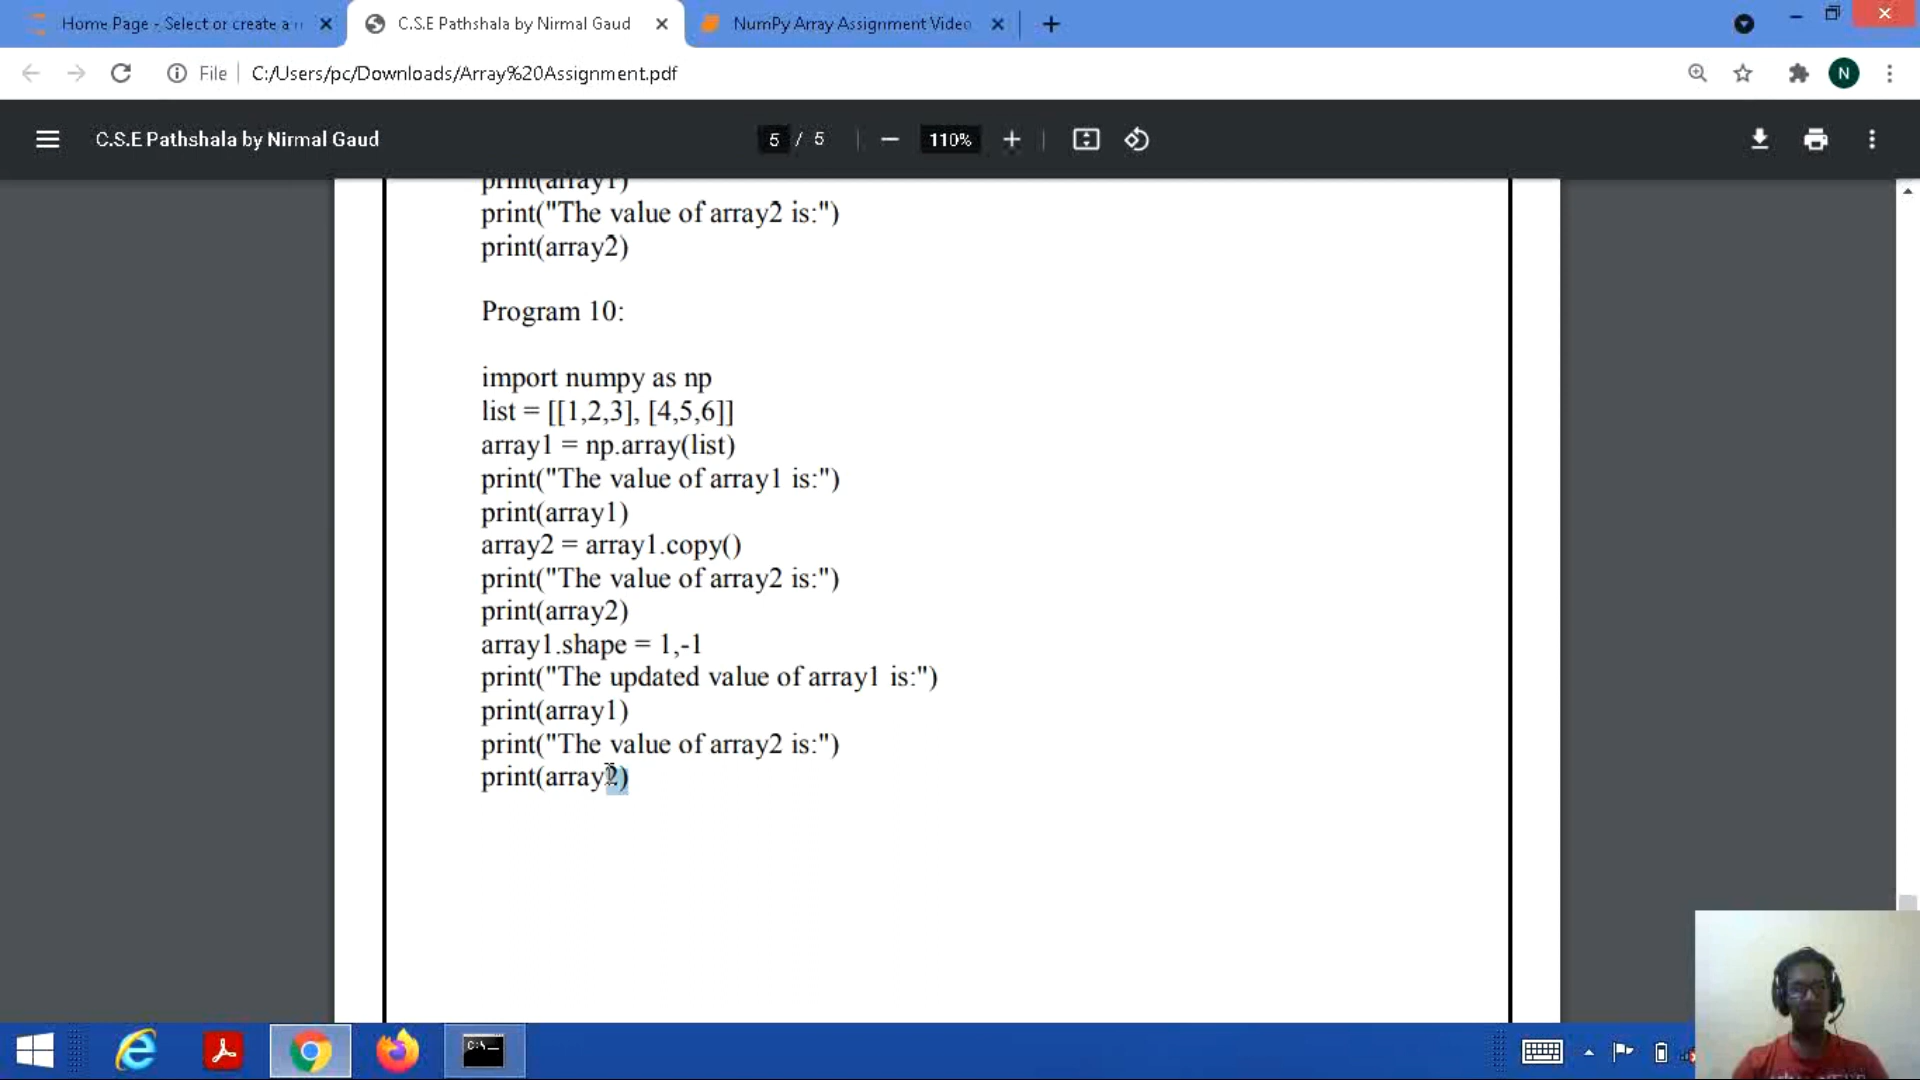 Home Page - Select or create a n
C.S.E Pathshala by Nirmal Gaud
NumPy Array Assignment Video
File
C:/Users/pc/Downloads/Array%20Assignment.pdf
N
C.S.E Pathshala by Nirmal Gaud
5 / 5
110%
print(array1)
print("The value of array2 is:")
print(array2)
Program 10:
import numpy as np
list = [[1,2,3], [4,5,6]]
array1 = np.array(list)
print("The value of array1 is:")
print(array1)
array2 = array1.copy()
print("The value of array2 is:")
print(array2)
array1.shape = 1,-1
print("The updated value of array1 is:")
print(array1)
print("The value of array2 is:")
print(array2)
C:\_